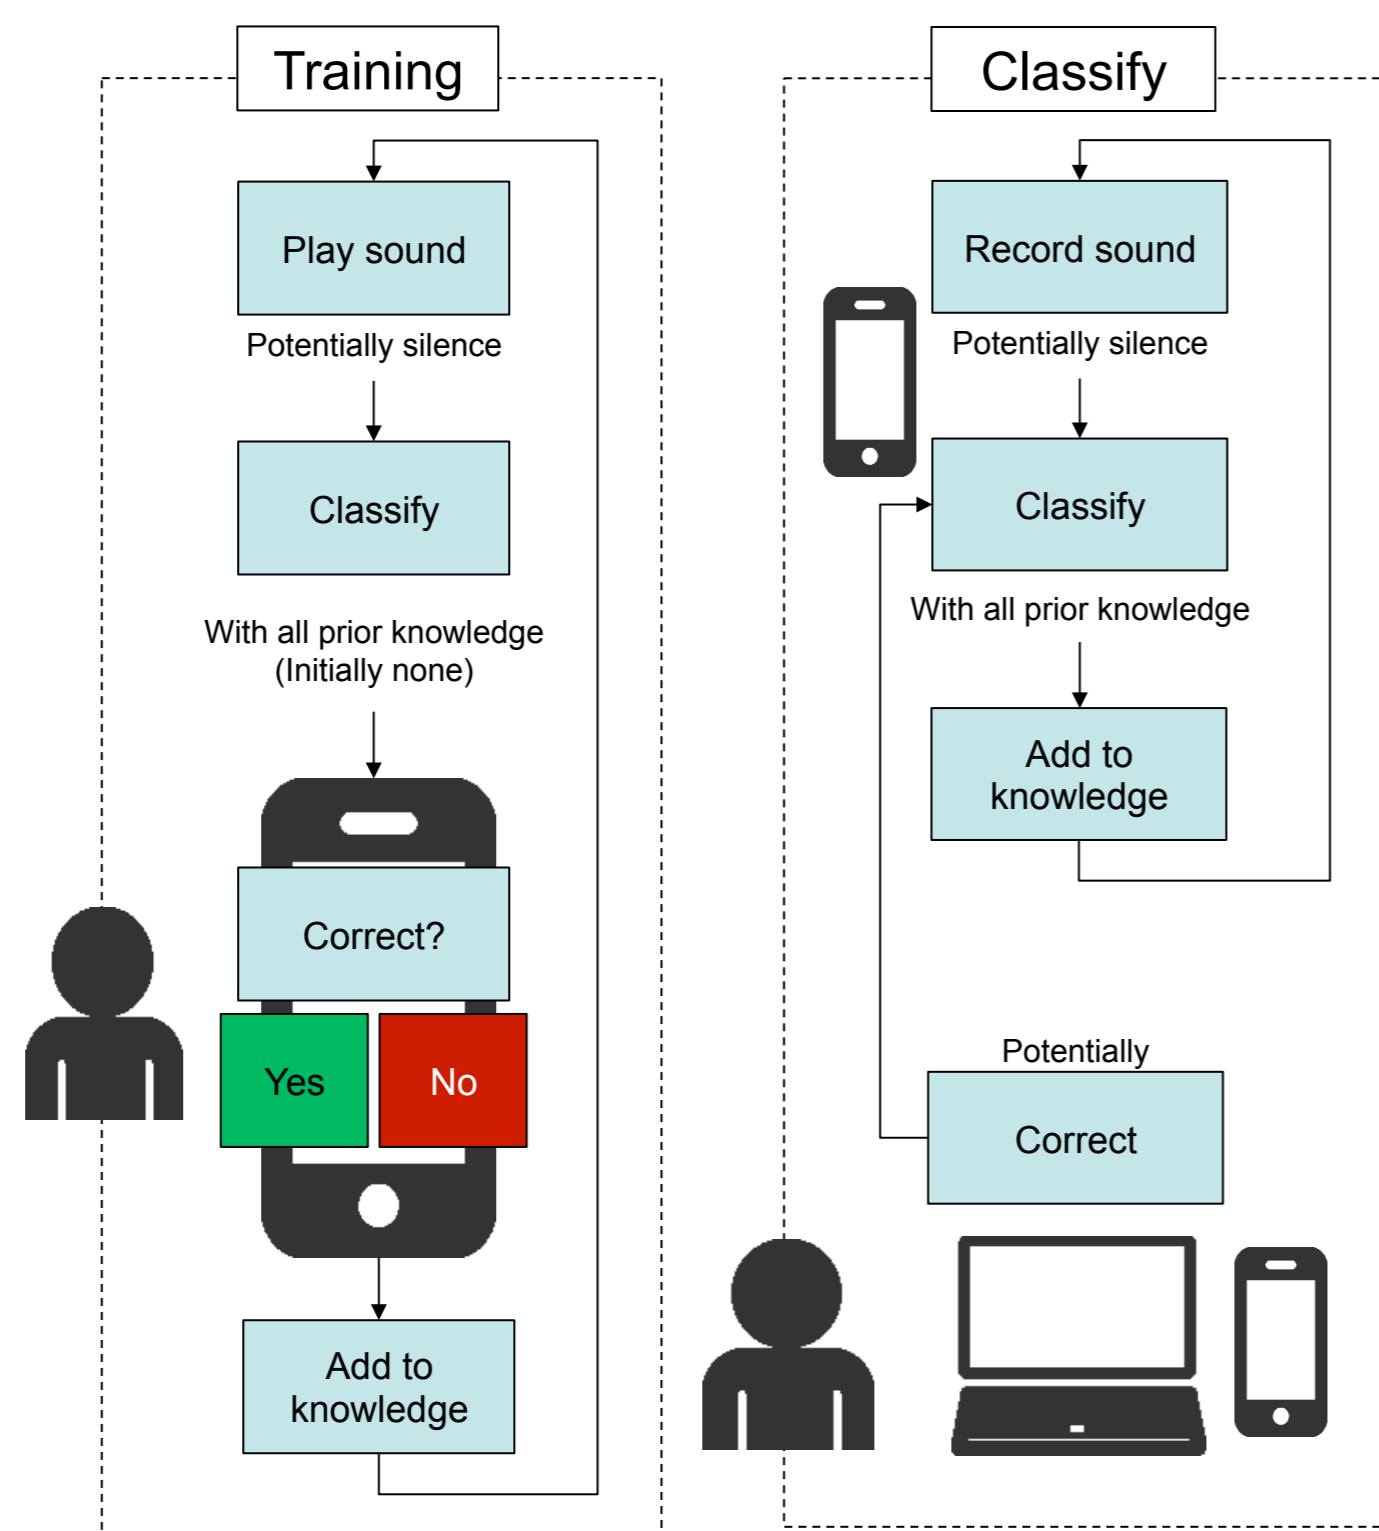 Training
Play sound
Potentially silence
Classify
With all prior knowledge
(Initially none)
Correct?
Yes
No
Add to
knowledge
Classify
Record sound
Potentially silence
Classify
With all prior knowledge
Add to
knowledge
Potentially
Correct